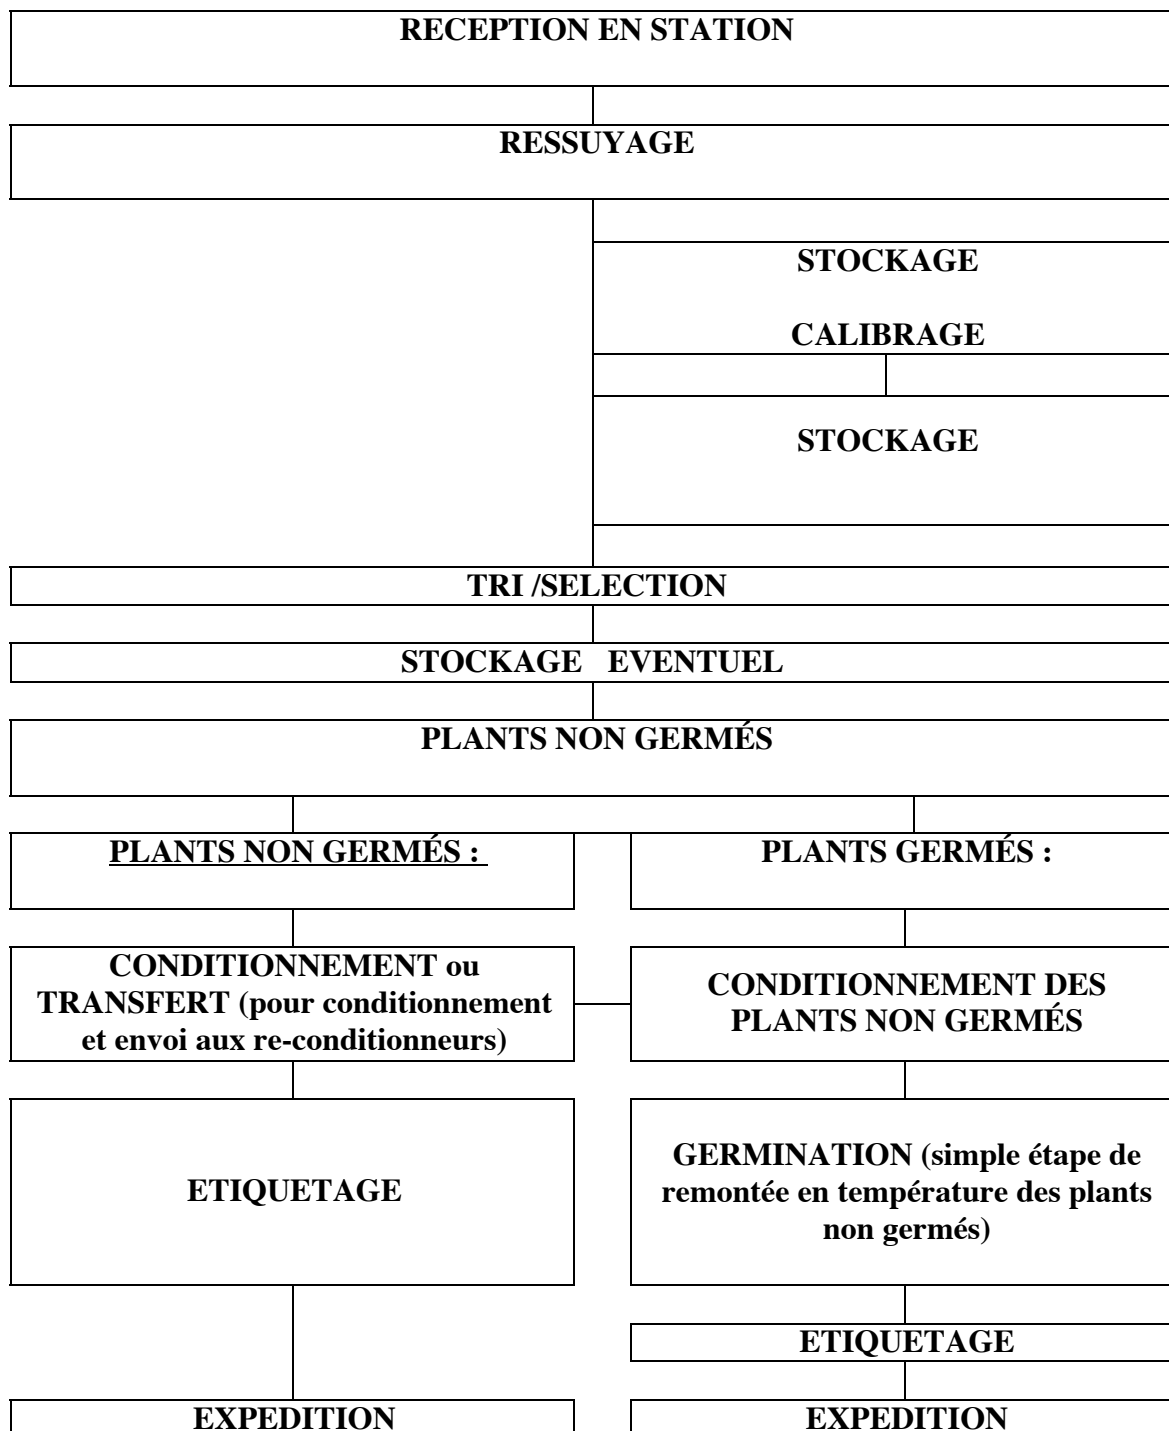 RECEPTION EN STATION
RESSUYAGE
STOCKAGE
CALIBRAGE
STOCKAGE
TRI /SELECTION
STOCKAGE EVENTUEL
PLANTS NON GERMÉS
PLANTS NON GERMÉS :
PLANTS GERMÉS :
CONDITIONNEMENT ou
TRANSFERT (pour conditionnement
et envoi aux re-conditionneurs)
CONDITIONNEMENT DES
PLANTS NON GERMÉS
ETIQUETAGE
GERMINATION (simple étape de
remontée en température des plants
non germés)
ETIQUETAGE
EXPEDITION
EXPEDITION